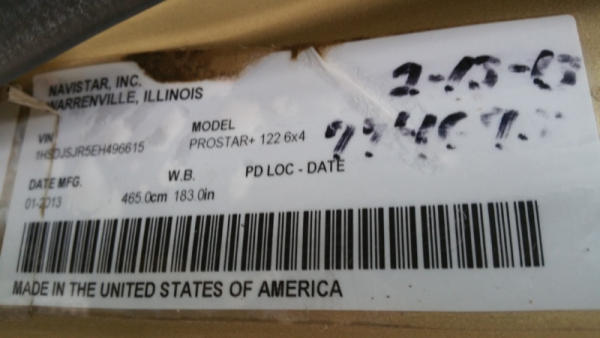 NAVISTAR, INC.
WARRENVILLE, ILLINOIS
VIN MODEL
1HSDJSJR5EH496615 PROSTAR+ 122 6x4
DATE MFG. W.B. PD LOC - DATE
01-2013 465.0cm 183.0in
MADE IN THE UNITED STATES OF AMERICA